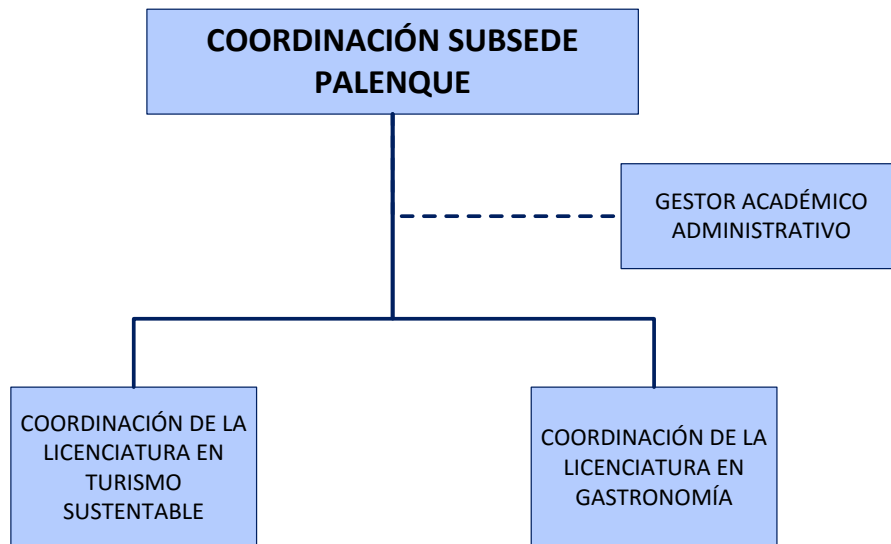 COORDINACIÓN SUBSEDE
PALENQUE
GESTOR ACADÉMICO
ADMINISTRATIVO
COORDINACIÓN DE LA
LICENCIATURA EN
TURISMO
SUSTENTABLE
COORDINACIÓN DE LA
LICENCIATURA EN
GASTRONOMÍA